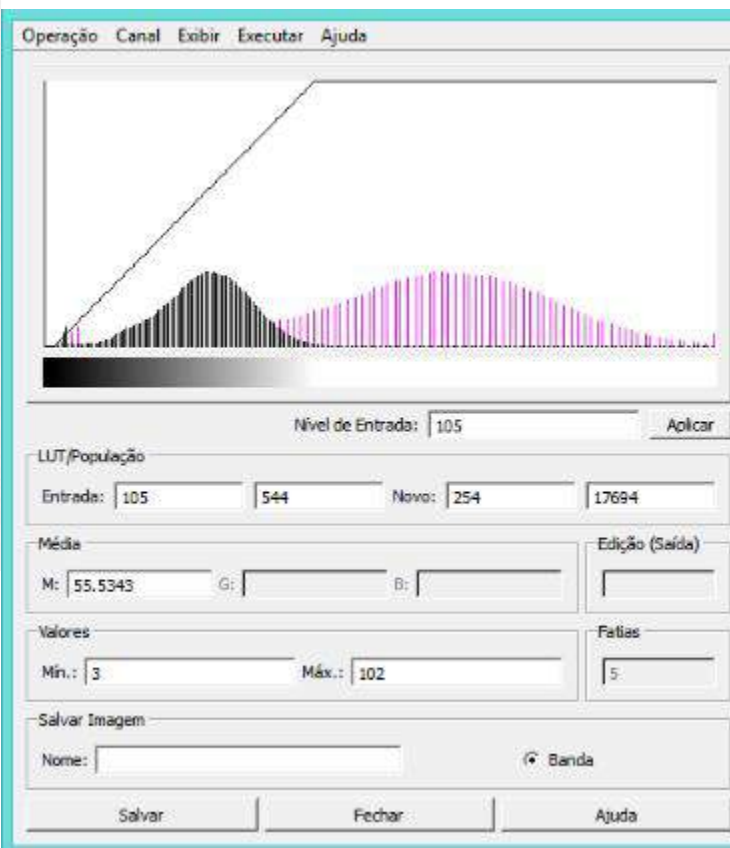 Operação Canal Exibir Executar Ajuda
Nível de Entrada: 105 Aplicar
LUT/População
Entrada: 105 544 Novo: 254 17694
Média Edição (Saída)
M: 55.5343 G: B:
Valores Fatias
Mín.: 3 Máx.: 102 5
Salvar Imagem
Nome: Banda
Salvar Fechar Ajuda